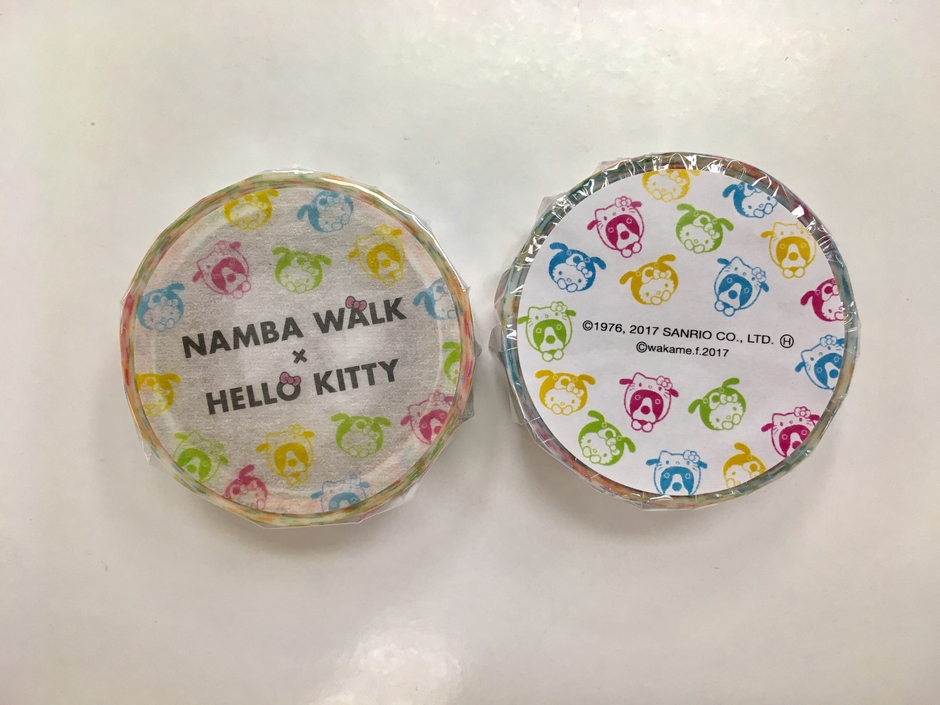 NAMBA WALK
×
HELLO KITTY
©1976, 2017 SANRIO CO., LTD. Ⓗ
©wakame.f.2017